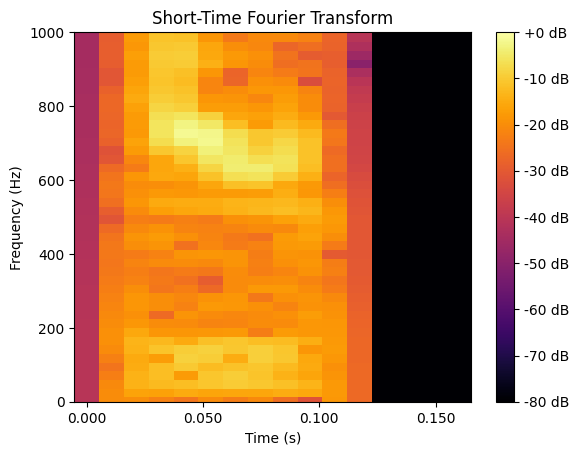 Short-Time Fourier Transform
1000
800
600
400
200
0
Frequency (Hz)
0.000
0.050
0.100
0.150
Time (s)
+0 dB
-10 dB
-20 dB
-30 dB
-40 dB
-50 dB
-60 dB
-70 dB
-80 dB